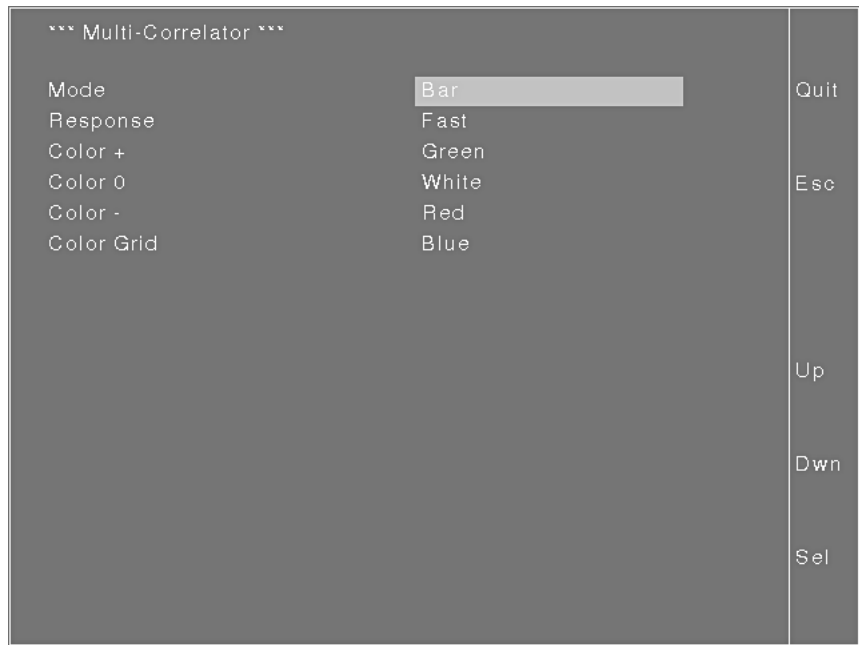 *** Multi-Correlator ***
Mode Bar
Response Fast
Color + Green
Color 0 White
Color - Red
Color Grid Blue
Quit
Esc
Up
Dwn
Sel